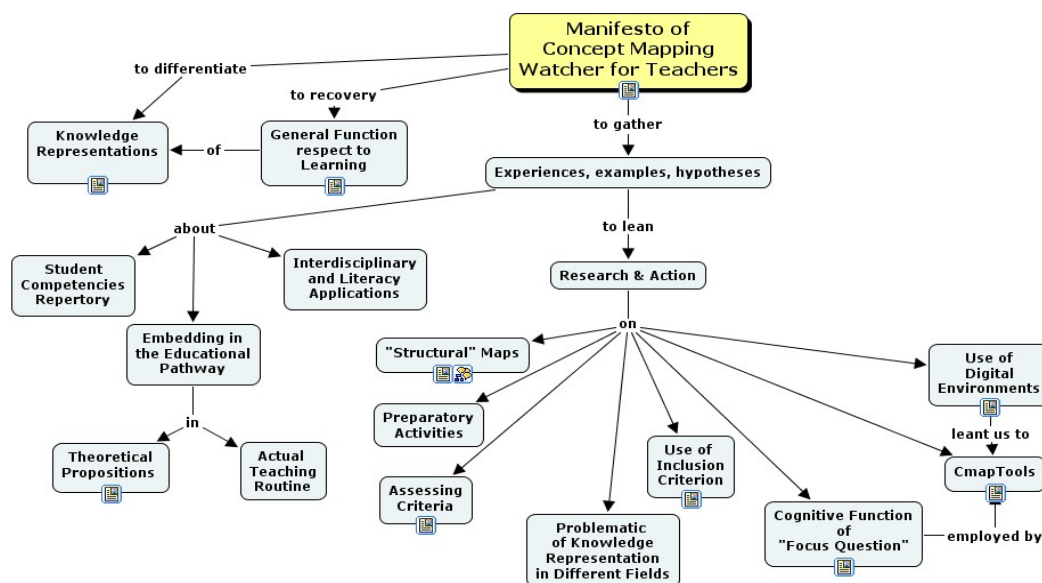 Manifesto of
Concept Mapping
Watcher for Teachers
to differentiate
to recovery
to gather
Knowledge
Representations
of
General Function
respect to
Learning
Experiences, examples, hypotheses
about
to lean
Student
Competencies
Repertory
Interdisciplinary
and Literacy
Applications
Research & Action
Embedding in
the Educational
Pathway
on
"Structural" Maps
Use of
Digital
Environments
in
Preparatory
Activities
leant us to
Theoretical
Propositions
Actual
Teaching
Routine
Assessing
Criteria
Use of
Inclusion
Criterion
CmapTools
Problematic
of Knowledge
Representation
in Different Fields
Cognitive Function
of
"Focus Question"
employed by